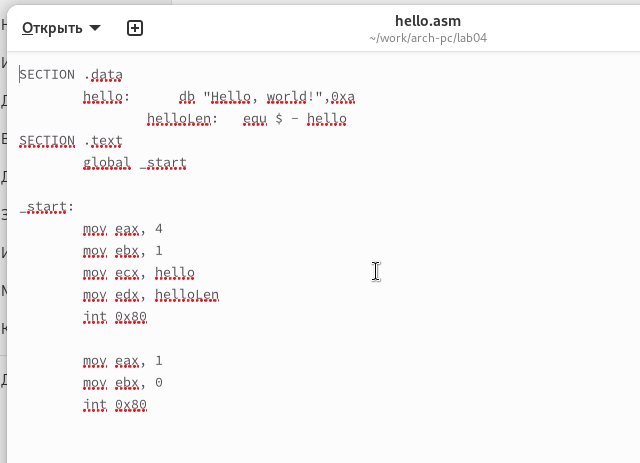 Открыть
hello.asm
~/work/arch-pc/lab04
SECTION .data
hello: db "Hello, world!",0xa
helloLen: equ $ - hello
SECTION .text
global _start
_start:
mov eax, 4
mov ebx, 1
mov ecx, hello
mov edx, helloLen
int 0x80
mov eax, 1
mov ebx, 0
int 0x80